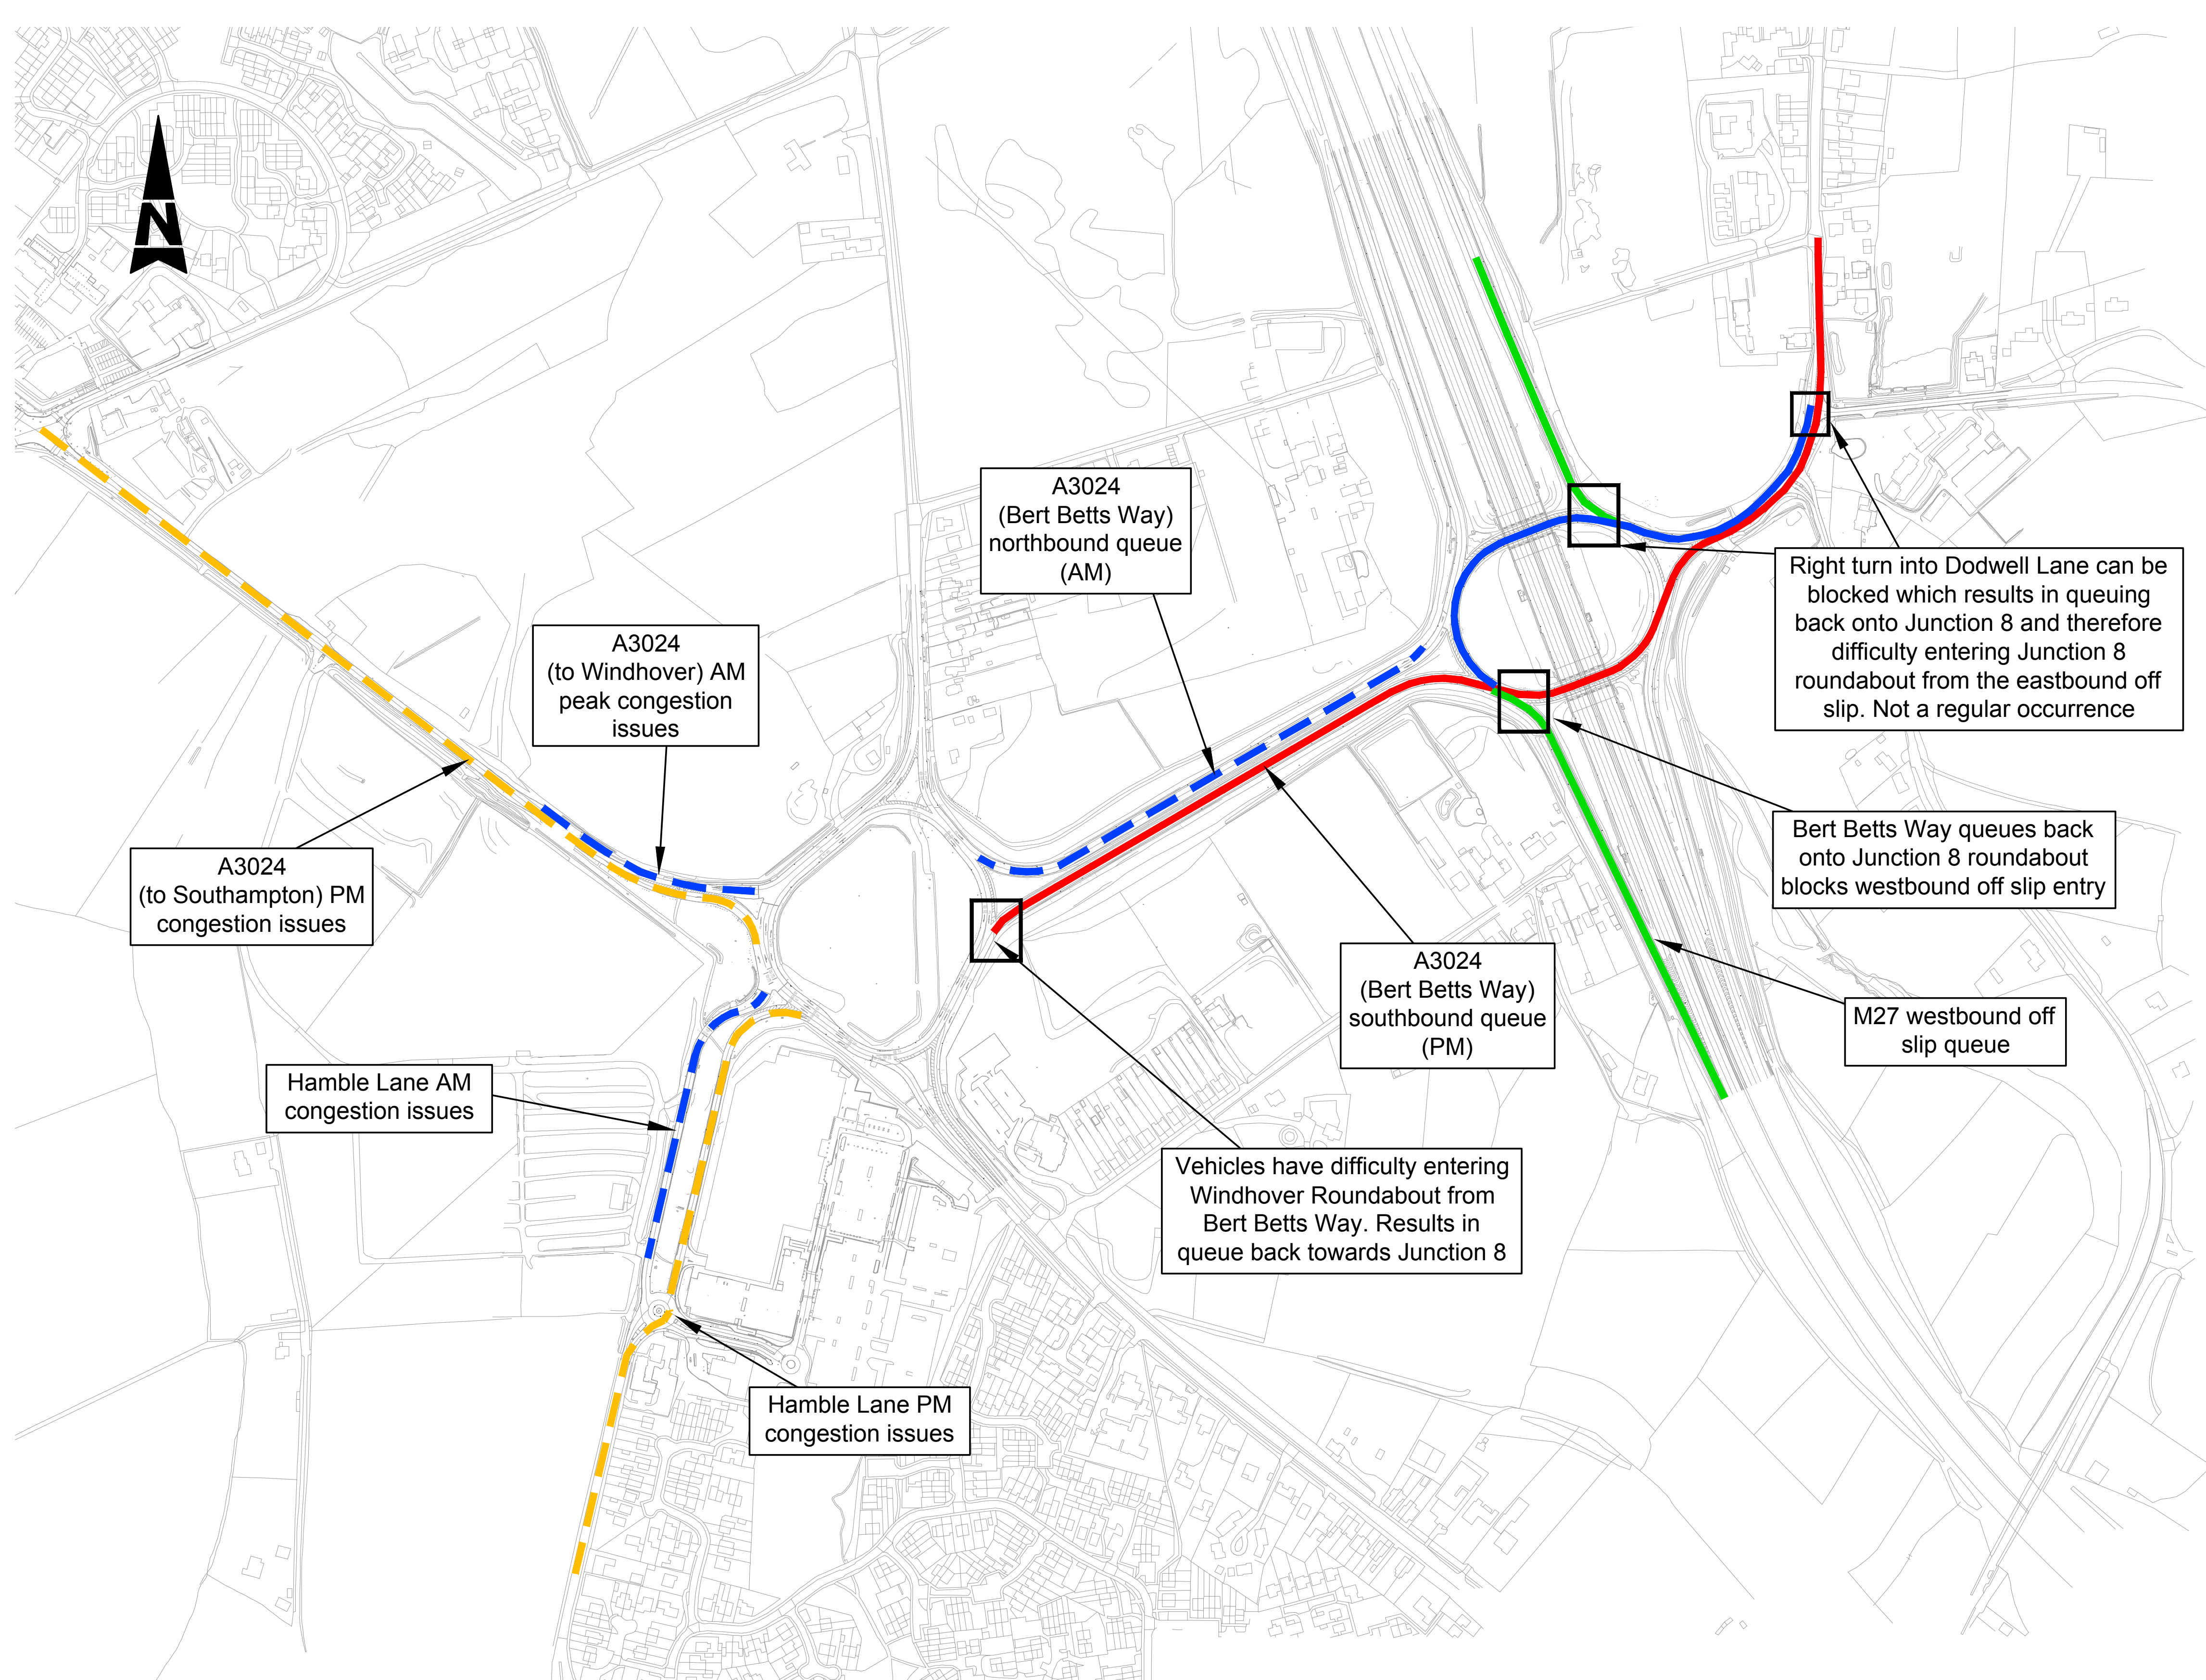 N
A3024
(Bert Betts Way)
northbound queue
(AM)
Right turn into Dodwell Lane can be
blocked which results in queuing
back onto Junction 8 and therefore
difficulty entering Junction 8
roundabout from the eastbound off
slip. Not a regular occurrence
A3024
(to Windhover) AM
peak congestion
issues
Bert Betts Way queues back
onto Junction 8 roundabout
blocks westbound off slip entry
A3024
(to Southampton) PM
congestion issues
A3024
(Bert Betts Way)
southbound queue
(PM)
M27 westbound off
slip queue
Hamble Lane AM
congestion issues
Vehicles have difficulty entering
Windhover Roundabout from
Bert Betts Way. Results in
queue back towards Junction 8
Hamble Lane PM
congestion issues